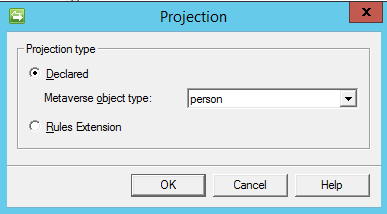 Projection
x
Projection type
Declared
Metaverse object type: person
Rules Extension
OK Cancel Help